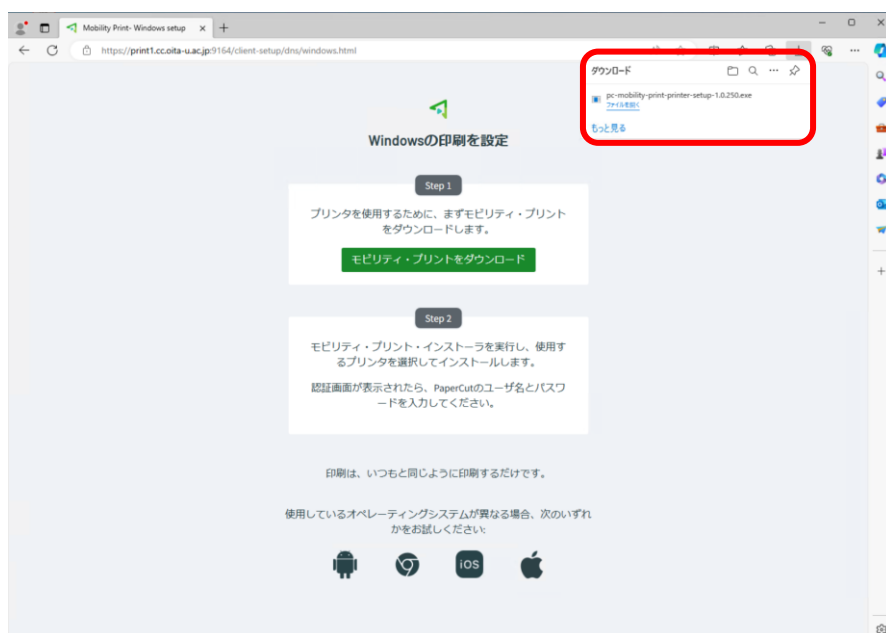 Mobility Print- Windows setup
https://print1.cc.oita-u.ac.jp:9164/client-setup/dns/windows.html
ダウンロード
pc-mobility-print-printer-setup-1.0.250.exe
ファイルを開く
もっと見る
Windowsの印刷を設定
Step 1
プリンタを使用するために、まずモビリティ・プリント
をダウンロードします。
モビリティ・プリントをダウンロード
Step 2
モビリティ・プリント・インストーラを実行し、使用す
るプリンタを選択してインストールします。
認証画面が表示されたら、PaperCutのユーザ名とパスワ
ードを入力してください。
印刷は、いつもと同じように印刷するだけです。
使用しているオペレーティングシステムが異なる場合、次のいずれ
かをお試しください:
iOS